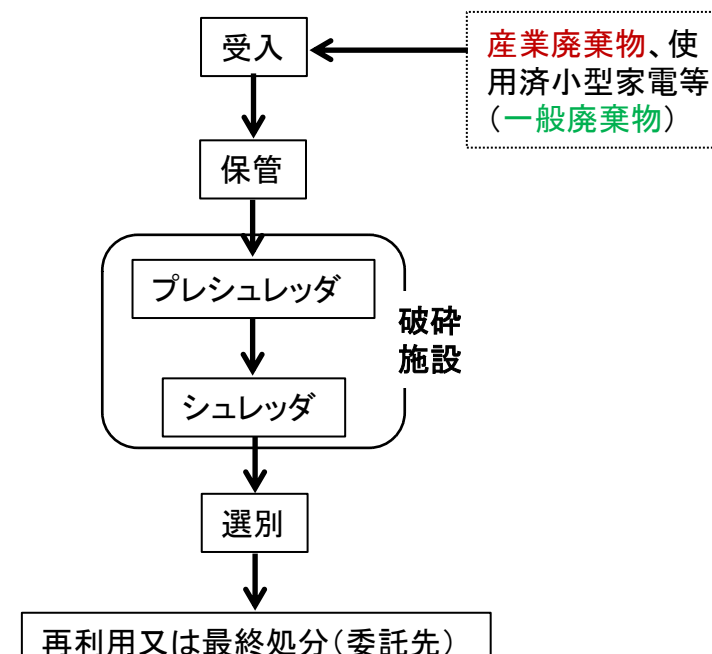 受入
産業廃棄物、使
用済小型家電等
（一般廃棄物）
保管
プレシュレッダ
破砕
施設
シュレッダ
選別
再利用又は最終処分（委託先）